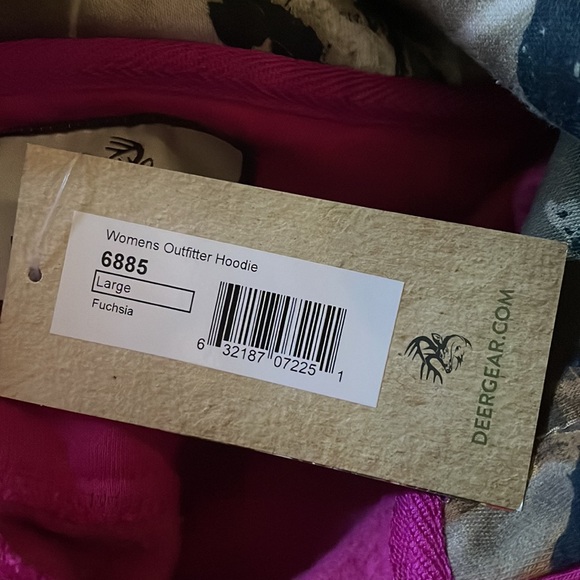 Womens Outfitter Hoodie
6885
Large
Fuchsia
6 32187 07225 1
DEERGEAR.COM